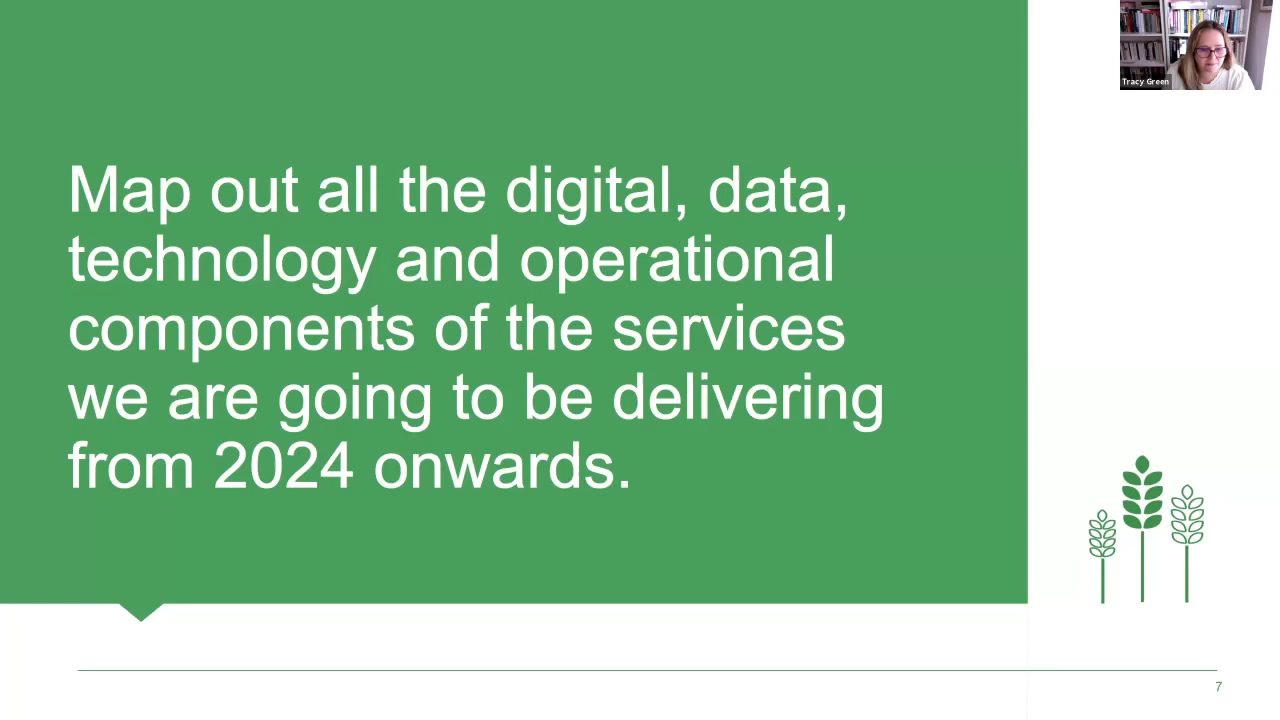 Tracy Green
Map out all the digital, data,
technology and operational
components of the services
we are going to be delivering
from 2024 onwards.
7